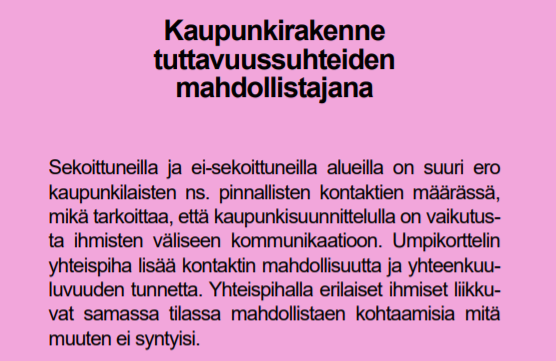 Kaupunkirakenne
tuttavuussuhteiden
mahdollistajana
Sekoittuneilla ja ei-sekoittuneilla alueilla on suuri ero
kaupunkilaisten ns. pinnallisten kontaktien määrässä,
mikä tarkoittaa, että kaupunkisuunnittelulla on vaikutus-
ta ihmisten väliseen kommunikaatioon. Umpikorttelin
yhteispiha lisää kontaktin mahdollisuutta ja yhteenkuu-
luvuuden tunnetta. Yhteispihalla erilaiset ihmiset liikku-
vat samassa tilassa mahdollistaen kohtaamisia mitä
muuten ei syntyisi.